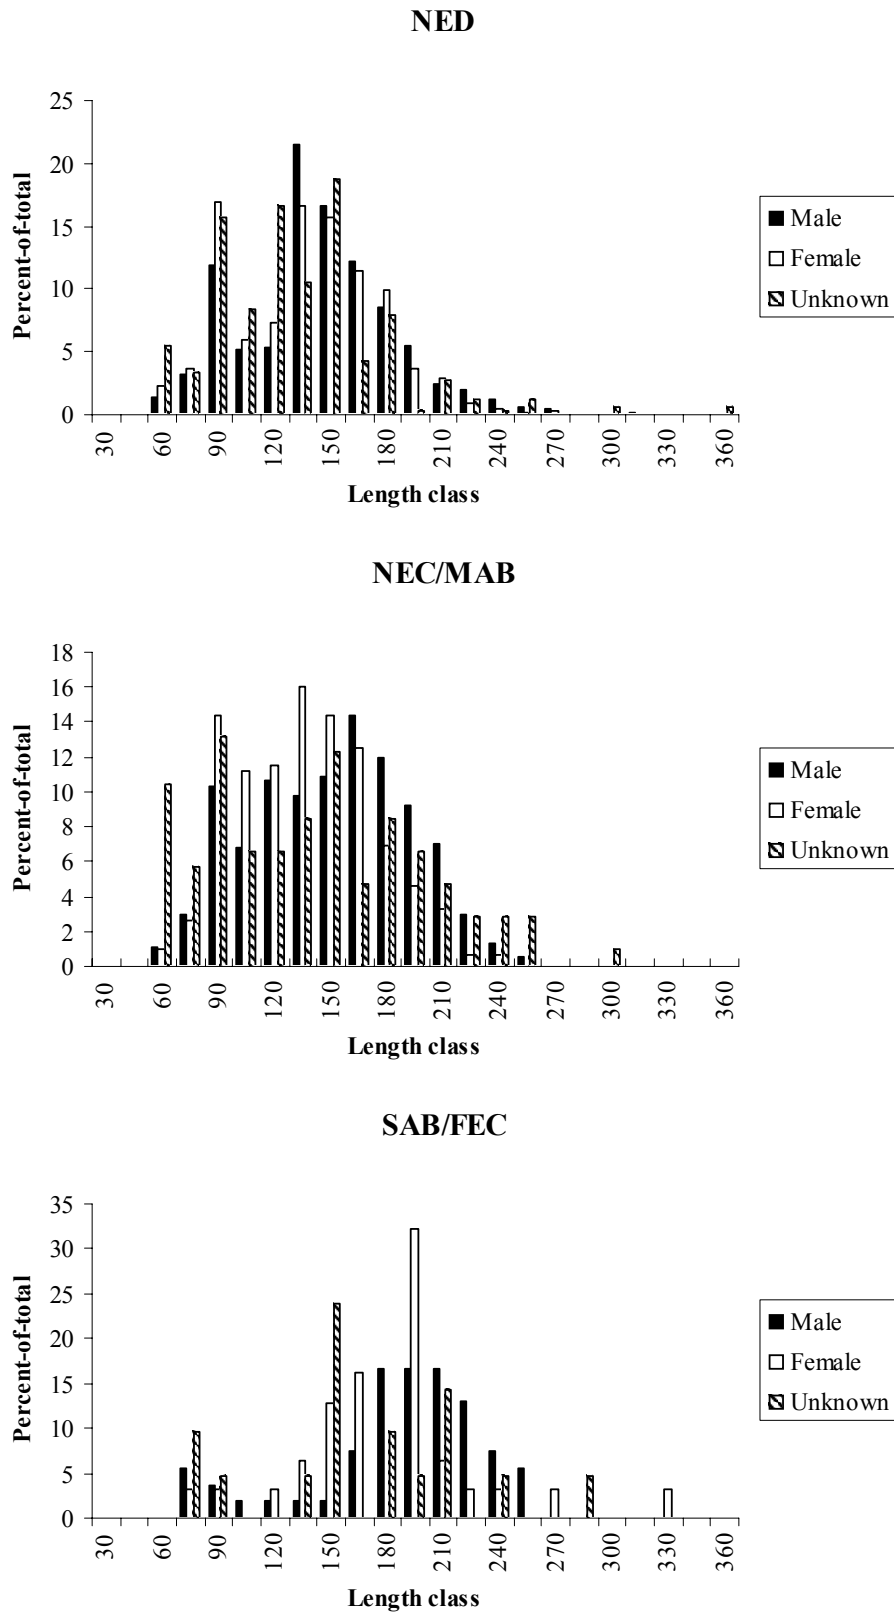 NED
25
20
15
10
5
0
Percent-of-total
30 60 90 120 150 180 210 240 270 300 330 360
Length class
Male
Female
Unknown
NEC/MAB
18
16
14
12
10
8
6
4
2
0
Percent-of-total
30 60 90 120 150 180 210 240 270 300 330 360
Length class
Male
Female
Unknown
SAB/FEC
35
30
25
20
15
10
5
0
Percent-of-total
30 60 90 120 150 180 210 240 270 300 330 360
Length class
Male
Female
Unknown